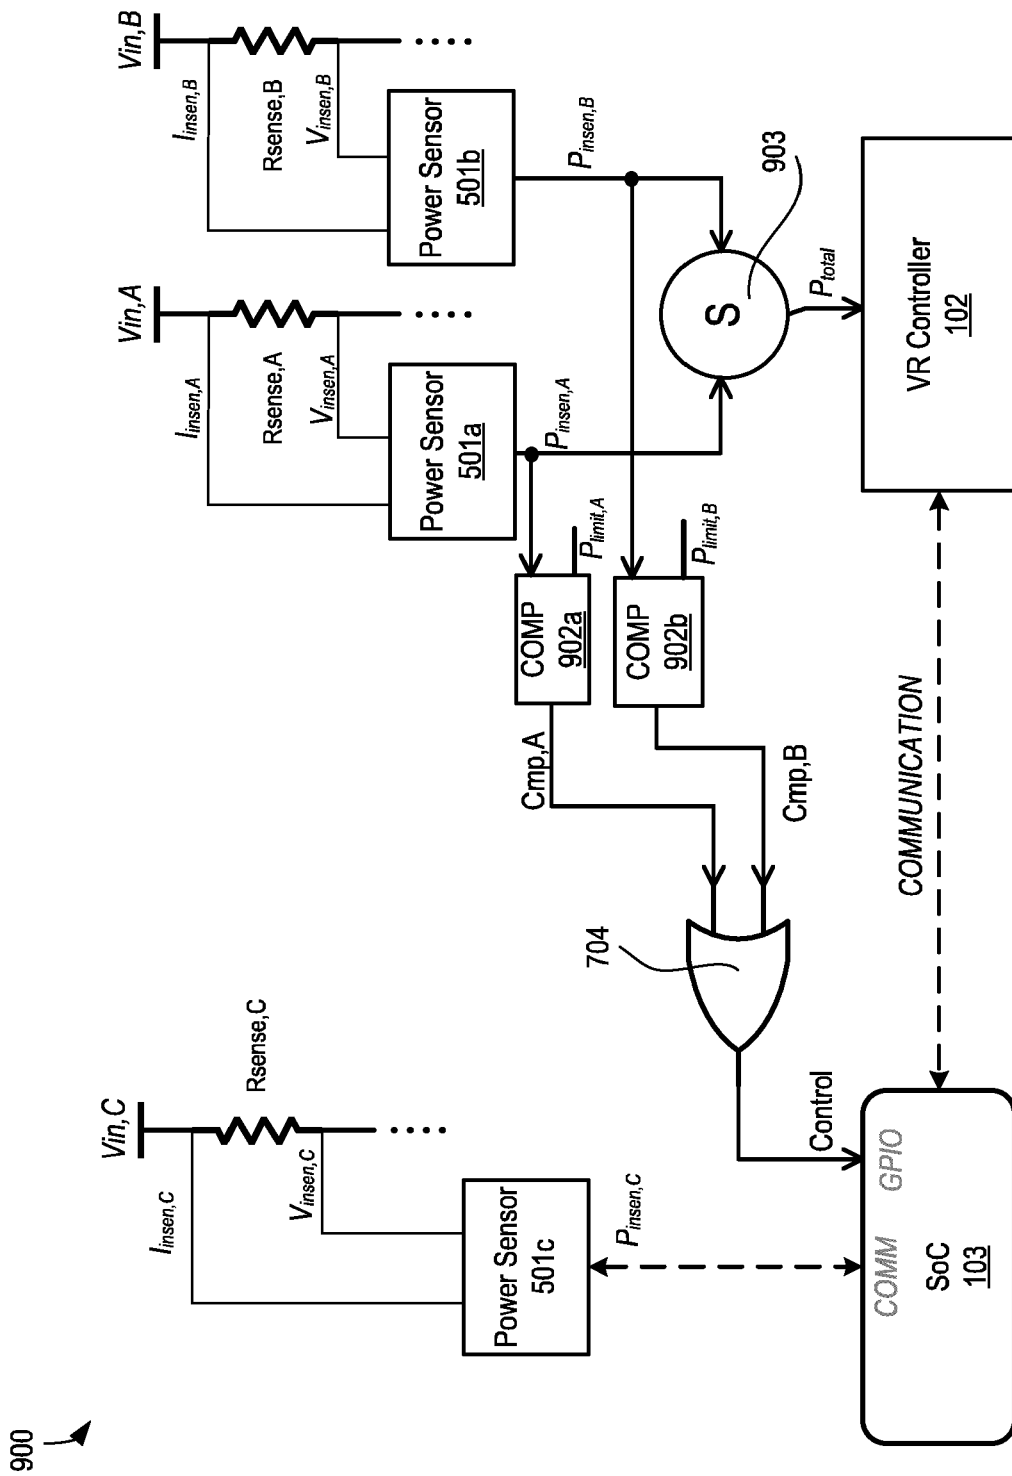 900
Vin,C
Iinsen,C
Rsense,C
Vinsen,C
Power Sensor
501c
Pinsen,C
Vin,A
Iinsen,A
Rsense,A
Vinsen,A
Power Sensor
501a
Pinsen,A
Vin,B
Iinsen,B
Rsense,B
Vinsen,B
Power Sensor
501b
Pinsen,B
COMP
902a
Plimit,A
Cmp,A
COMP
902b
Plimit,B
Cmp,B
704
S
903
Ptotal
Control
COMM
GPIO
SoC
103
COMMUNICATION
VR Controller
102